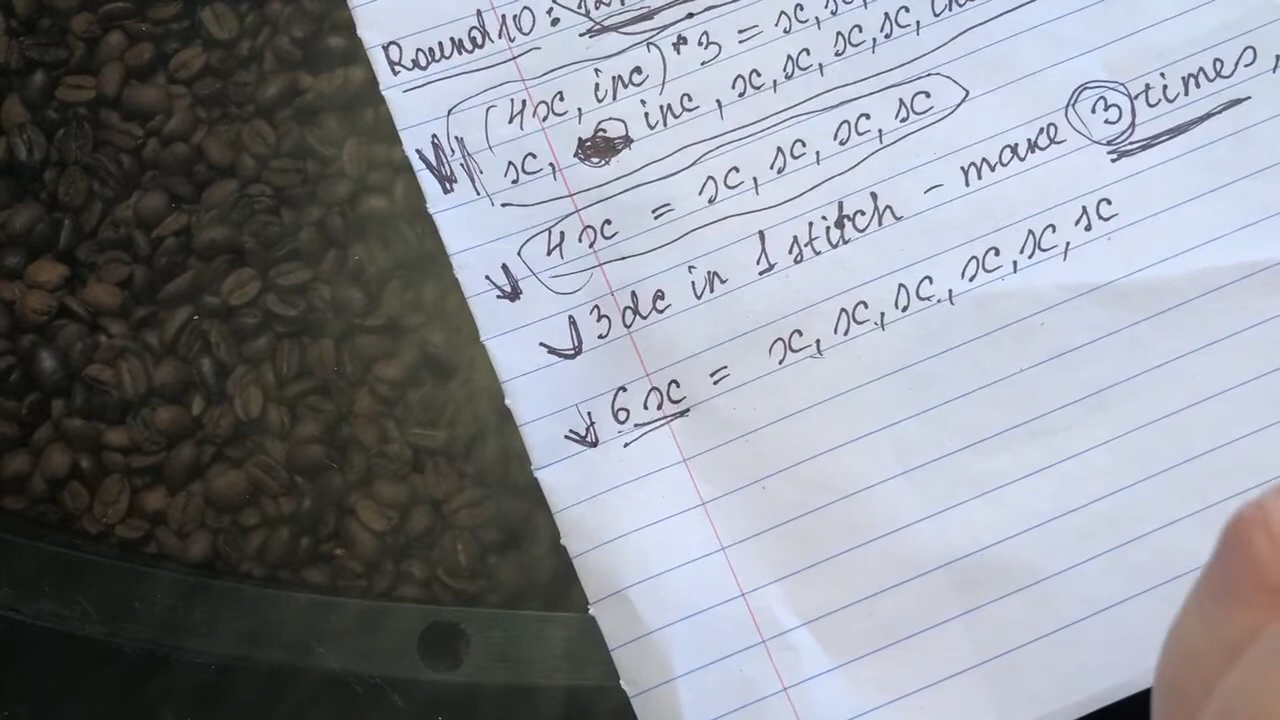 Round 10:
(4sc, inc)*3 = sc, sc,
sc, inc, sc, sc, sc, sc, inc
4sc = sc, sc, sc, sc
3dc in 1 stitch - make 3 times,
6sc = sc, sc, sc, sc, sc, sc